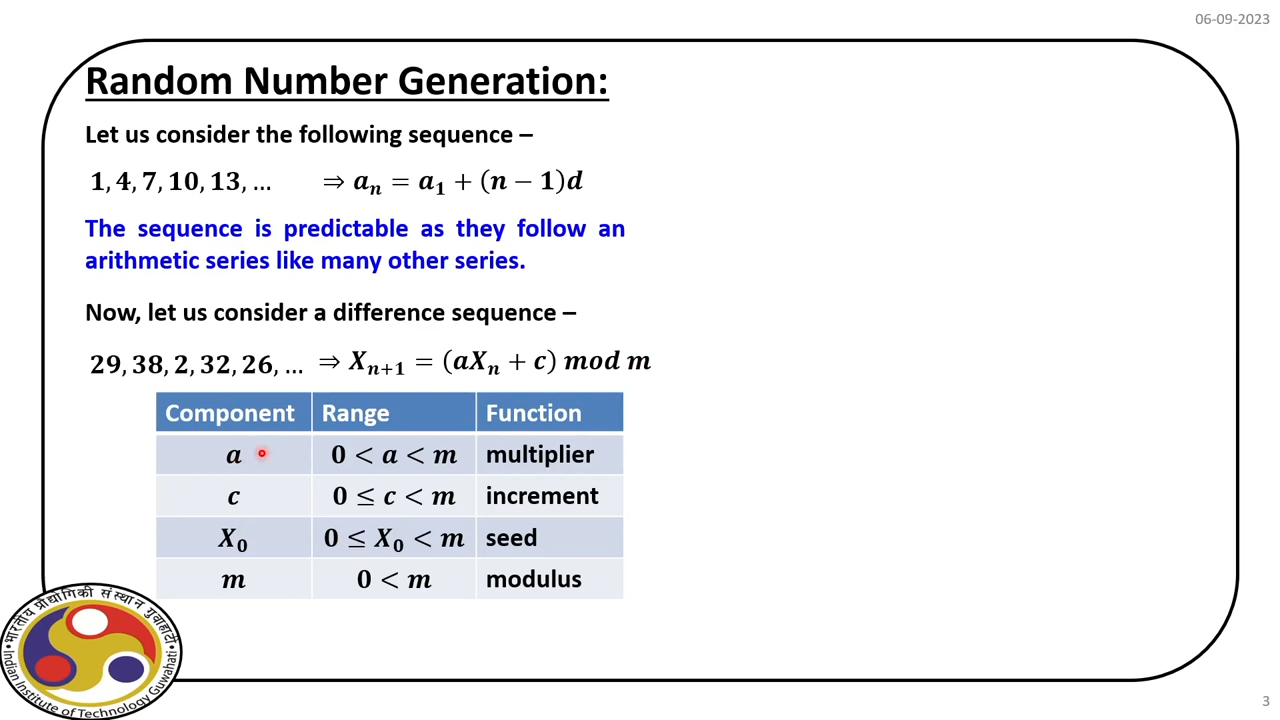 06-09-2023
Random Number Generation:
Let us consider the following sequence –
1, 4, 7, 10, 13, … ⇒ aₙ = a₁ + (n − 1)d
The sequence is predictable as they follow an
arithmetic series like many other series.
Now, let us consider a difference sequence –
29, 38, 2, 32, 26, … ⇒ Xₙ₊₁ = (aXₙ + c) mod m
Component Range Function
a 0 < a < m multiplier
c 0 ≤ c < m increment
X₀ 0 ≤ X₀ < m seed
m 0 < m modulus
भारतीय प्रौद्योगिकी संस्थान गुवाहाटी
Indian Institute of Technology Guwahati
3